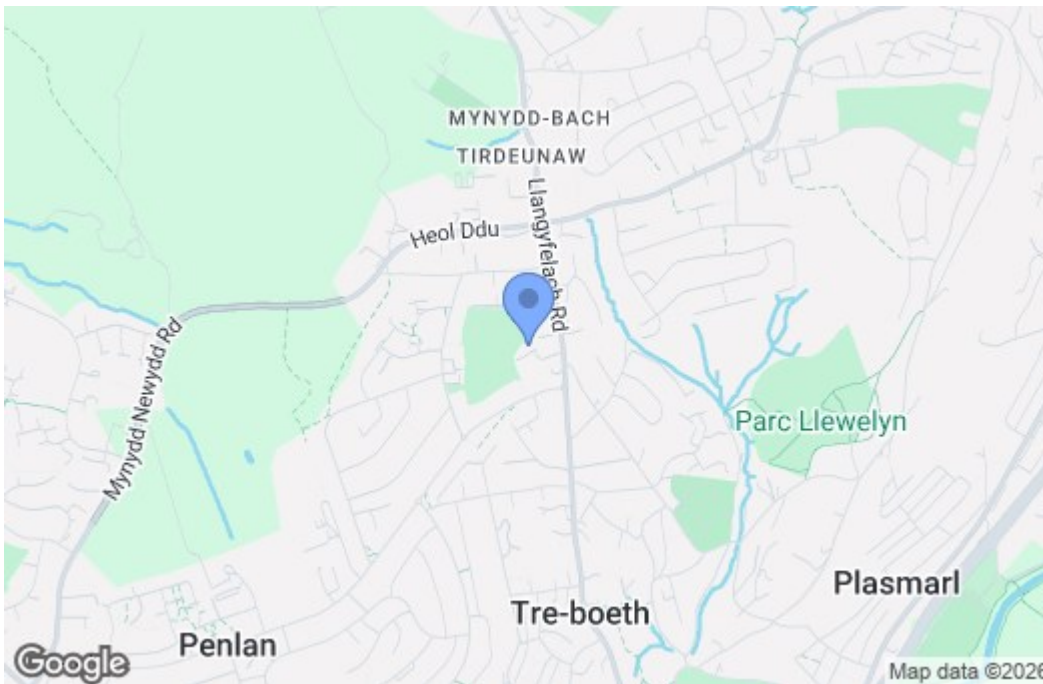 MYNYDD-BACH
TIRDEUNAW
Llangyfelach Rd
Heol Ddu
Mynydd Newydd Rd
Parc Llewelyn
Plasmarl
Tre-boeth
Penlan
Google
Map data ©2026